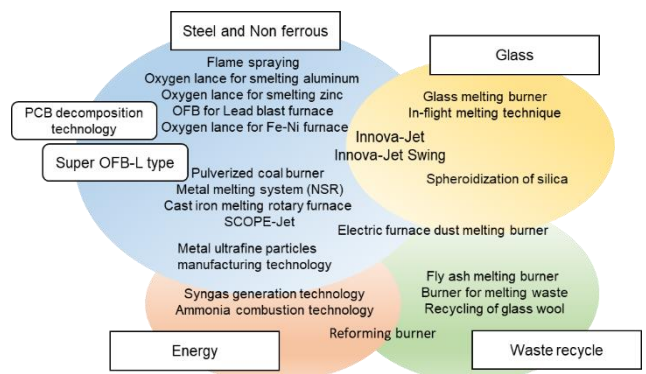 Steel and Non ferrous
Flame spraying
Oxygen lance for smelting aluminum
Oxygen lance for smelting zinc
OFB for Lead blast furnace
Oxygen lance for Fe-Ni furnace
PCB decomposition
technology
Super OFB-L type
Pulverized coal burner
Metal melting system (NSR)
Cast iron melting rotary furnace
SCOPE-Jet
Metal ultrafine particles
manufacturing technology
Glass
Glass melting burner
In-flight melting technique
Innova-Jet
Innova-Jet Swing
Spheroidization of silica
Electric furnace dust melting burner
Syngas generation technology
Ammonia combustion technology
Reforming burner
Energy
Fly ash melting burner
Burner for melting waste
Recycling of glass wool
Waste recycle